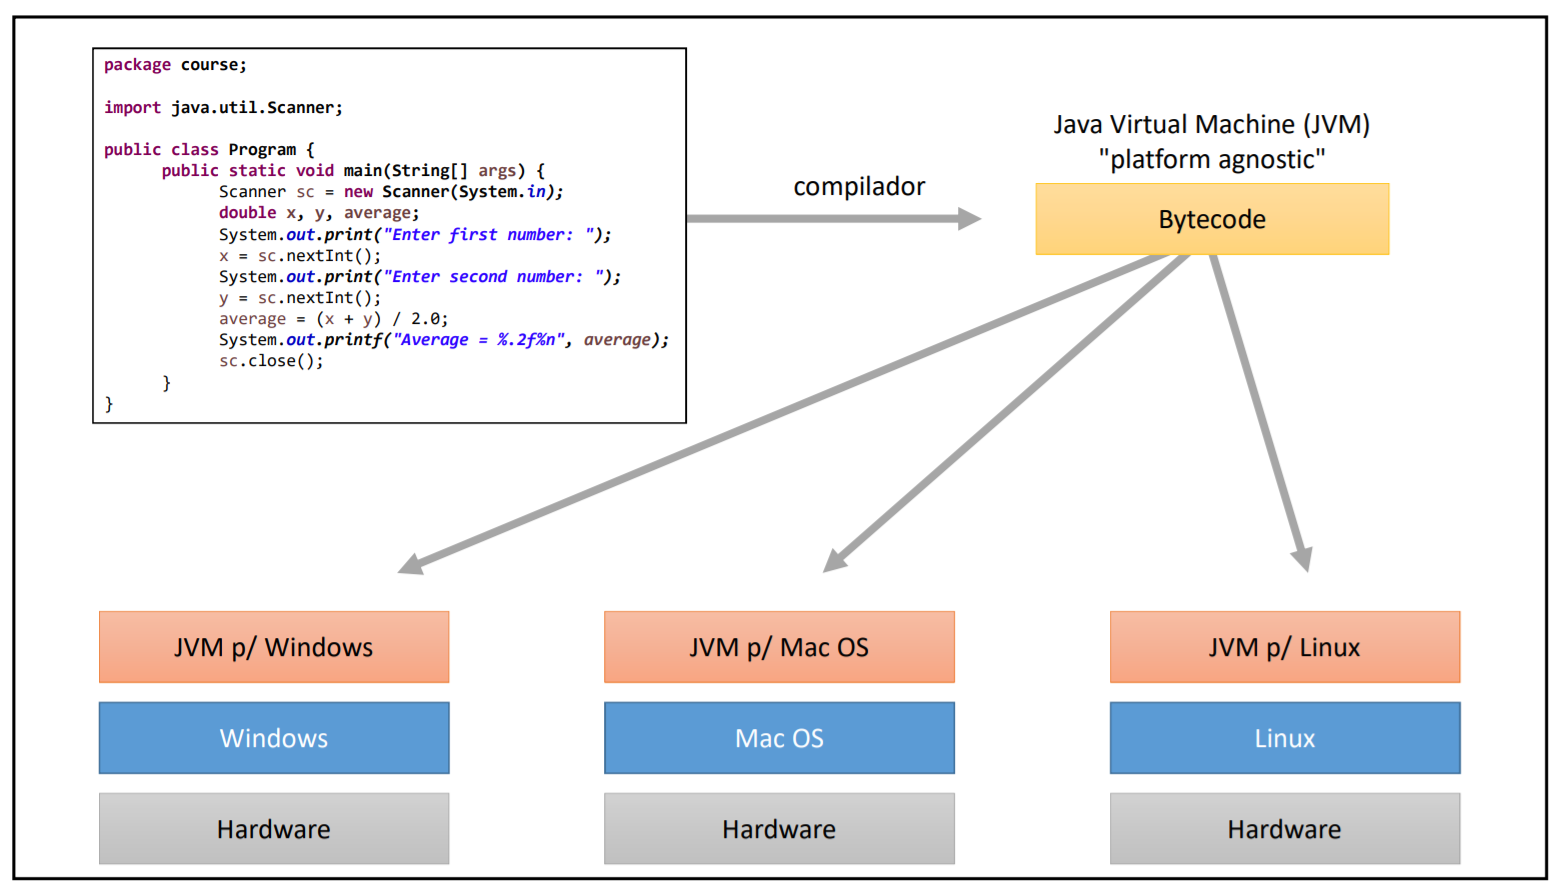 package course;
import java.util.Scanner;
public class Program {
public static void main(String[] args) {
Scanner sc = new Scanner(System.in);
double x, y, average;
System.out.print("Enter first number: ");
x = sc.nextInt();
System.out.print("Enter second number: ");
y = sc.nextInt();
average = (x + y) / 2.0;
System.out.printf("Average = %.2f%n", average);
sc.close();
}
}
compilador
Java Virtual Machine (JVM)
"platform agnostic"
Bytecode
JVM p/ Windows
Windows
Hardware
JVM p/ Mac OS
Mac OS
Hardware
JVM p/ Linux
Linux
Hardware